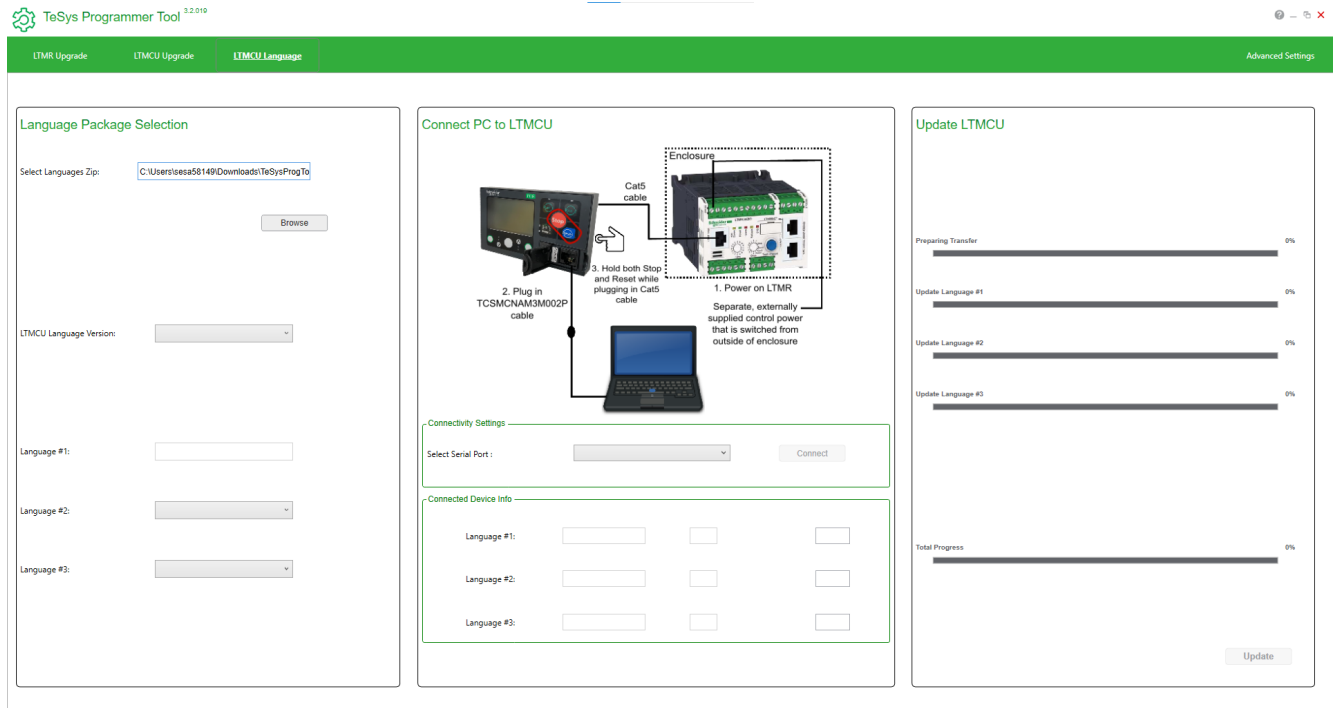 TeSys Programmer Tool 3.2.019
LTMR Upgrade
LTMCU Upgrade
LTMCU Language
Advanced Settings
Language Package Selection
Select Languages Zip:
C:\Users\sesa58149\Downloads\TeSysProgTo
Browse
LTMCU Language Version:
Language #1:
Language #2:
Language #3:
Connect PC to LTMCU
Enclosure
Cat5
cable
3. Hold both Stop
and Reset while
plugging in Cat5
cable
2. Plug in
TCSMCNAM3M002P
cable
1. Power on LTMR
Separate, externally
supplied control power
that is switched from
outside of enclosure
Connectivity Settings
Select Serial Port :
Connect
Connected Device Info
Language #1:
Language #2:
Language #3:
Update LTMCU
Preparing Transfer 0%
Update Language #1 0%
Update Language #2 0%
Update Language #3 0%
Total Progress 0%
Update